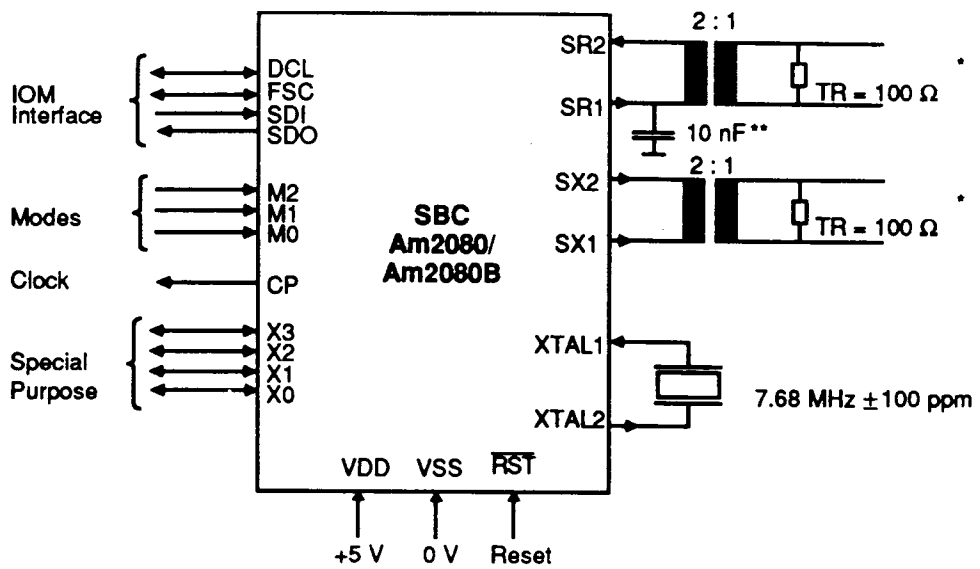 2 : 1
SR2
*
TR = 100 Ω
SR1
10 nF**
2 : 1
SX2
*
TR = 100 Ω
SX1
IOM
Interface
DCL
FSC
SDI
SDO
Modes
M2
M1
M0
SBC
Am2080/
Am2080B
Clock
CP
Special
Purpose
X3
X2
X1
X0
XTAL1
7.68 MHz ±100 ppm
XTAL2
VDD
VSS
RST
+5 V
0 V
Reset